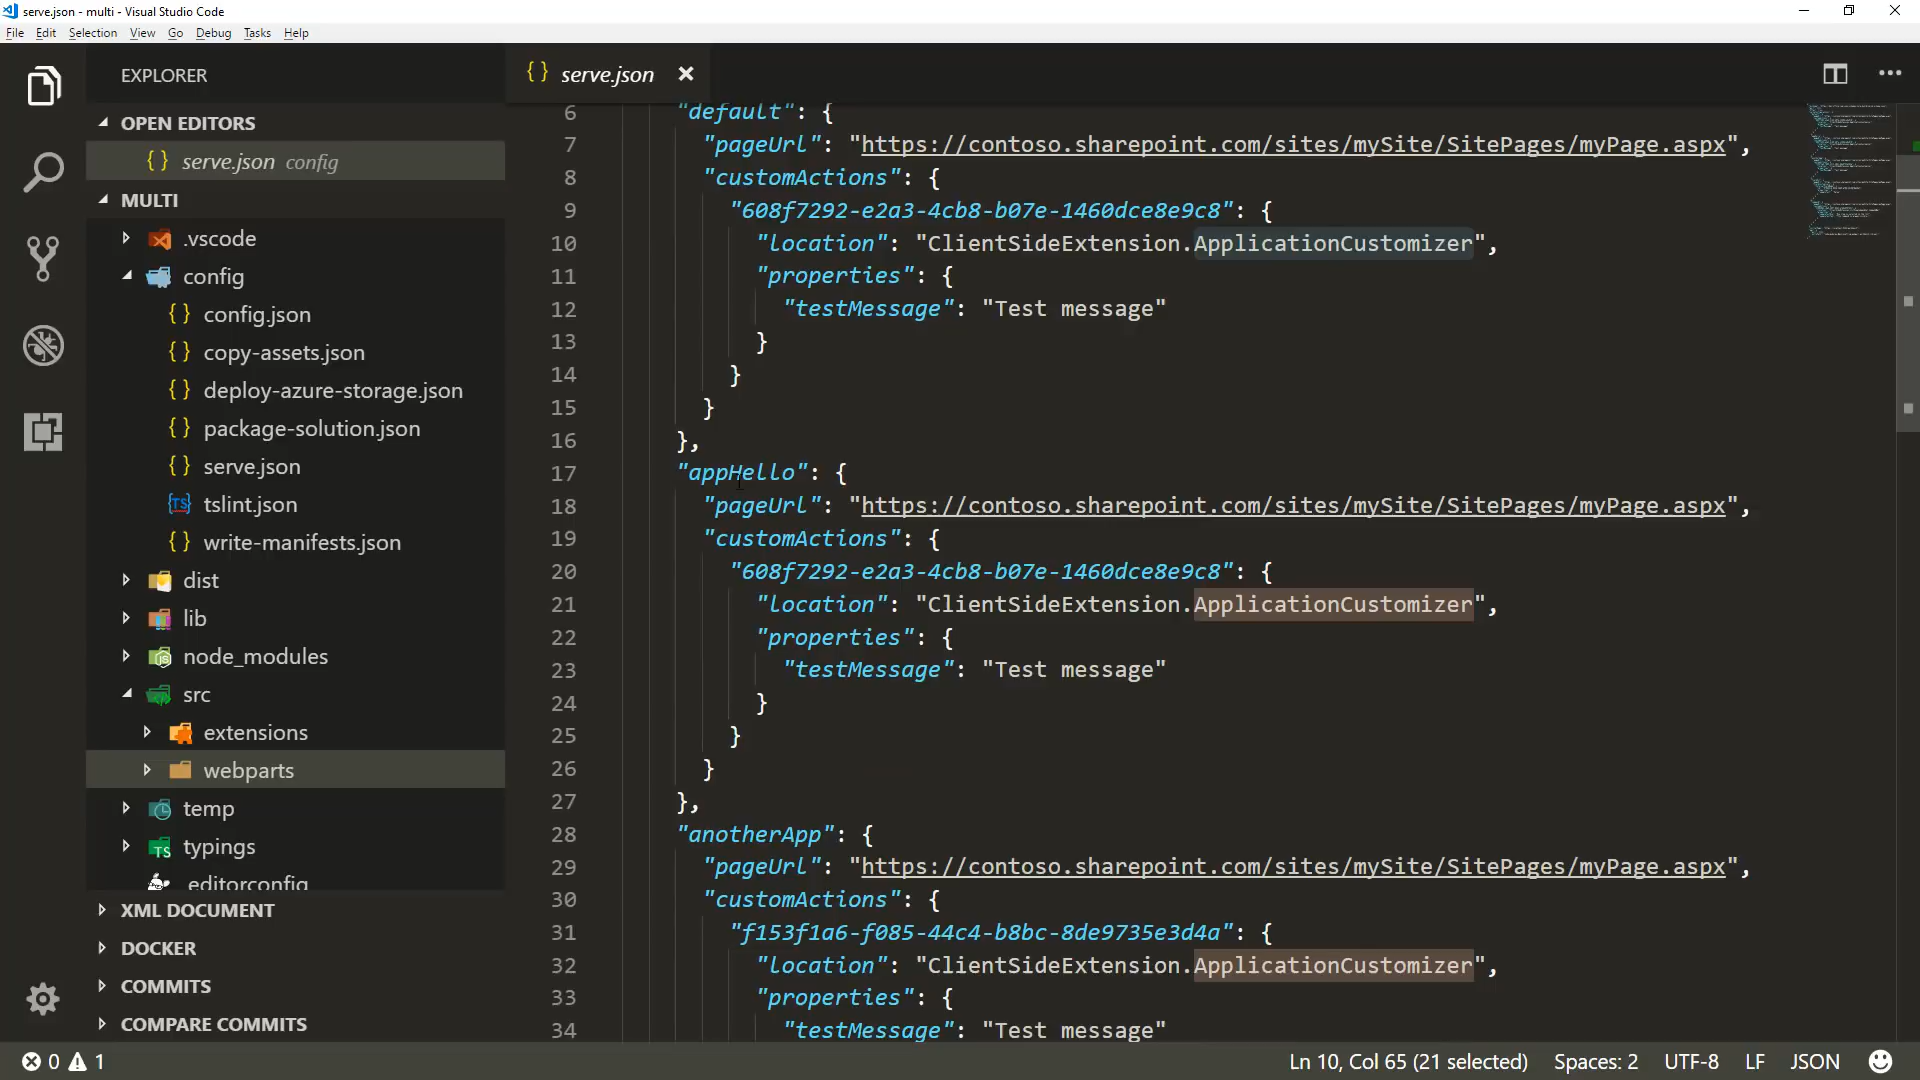 serve.json - multi - Visual Studio Code
File Edit Selection View Go Debug Tasks Help
EXPLORER
OPEN EDITORS
{ } serve.json config
MULTI
.vscode
config
{ } config.json
{ } copy-assets.json
{ } deploy-azure-storage.json
{ } package-solution.json
{ } serve.json
TS tslint.json
{ } write-manifests.json
dist
lib
node_modules
src
extensions
webparts
temp
TS typings
.editorconfig
XML DOCUMENT
DOCKER
COMMITS
COMPARE COMMITS
{ } serve.json
6 "default": {
7 "pageUrl": "https://contoso.sharepoint.com/sites/mySite/SitePages/myPage.aspx",
8 "customActions": {
9 "608f7292-e2a3-4cb8-b07e-1460dce8e9c8": {
10 "location": "ClientSideExtension.ApplicationCustomizer",
11 "properties": {
12 "testMessage": "Test message"
13 }
14 }
15 }
16 },
17 "appHello": {
18 "pageUrl": "https://contoso.sharepoint.com/sites/mySite/SitePages/myPage.aspx",
19 "customActions": {
20 "608f7292-e2a3-4cb8-b07e-1460dce8e9c8": {
21 "location": "ClientSideExtension.ApplicationCustomizer",
22 "properties": {
23 "testMessage": "Test message"
24 }
25 }
26 }
27 },
28 "anotherApp": {
29 "pageUrl": "https://contoso.sharepoint.com/sites/mySite/SitePages/myPage.aspx",
30 "customActions": {
31 "f153f1a6-f085-44c4-b8bc-8de9735e3d4a": {
32 "location": "ClientSideExtension.ApplicationCustomizer",
33 "properties": {
34 "testMessage": "Test message"
0 1 Ln 10, Col 65 (21 selected) Spaces: 2 UTF-8 LF JSON